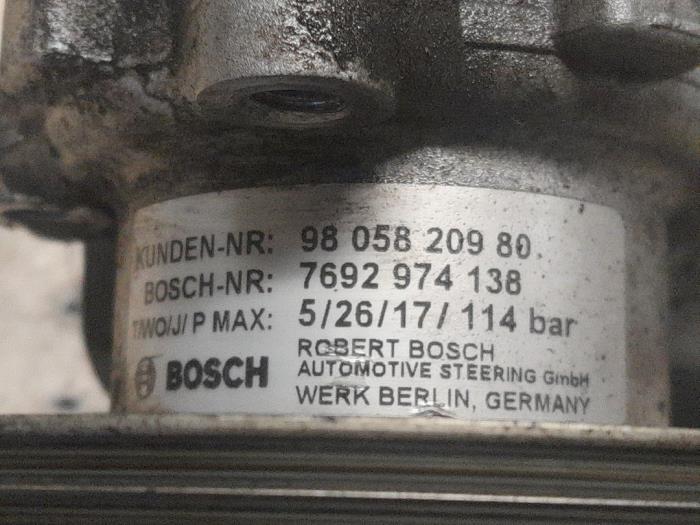 KUNDEN-NR: 98 058 209 80
BOSCH-NR: 7692 974 138
T/WO/J/ P MAX: 5/26/17/ 114 bar
BOSCH
ROBERT BOSCH
AUTOMOTIVE STEERING GmbH
WERK BERLIN, GERMANY